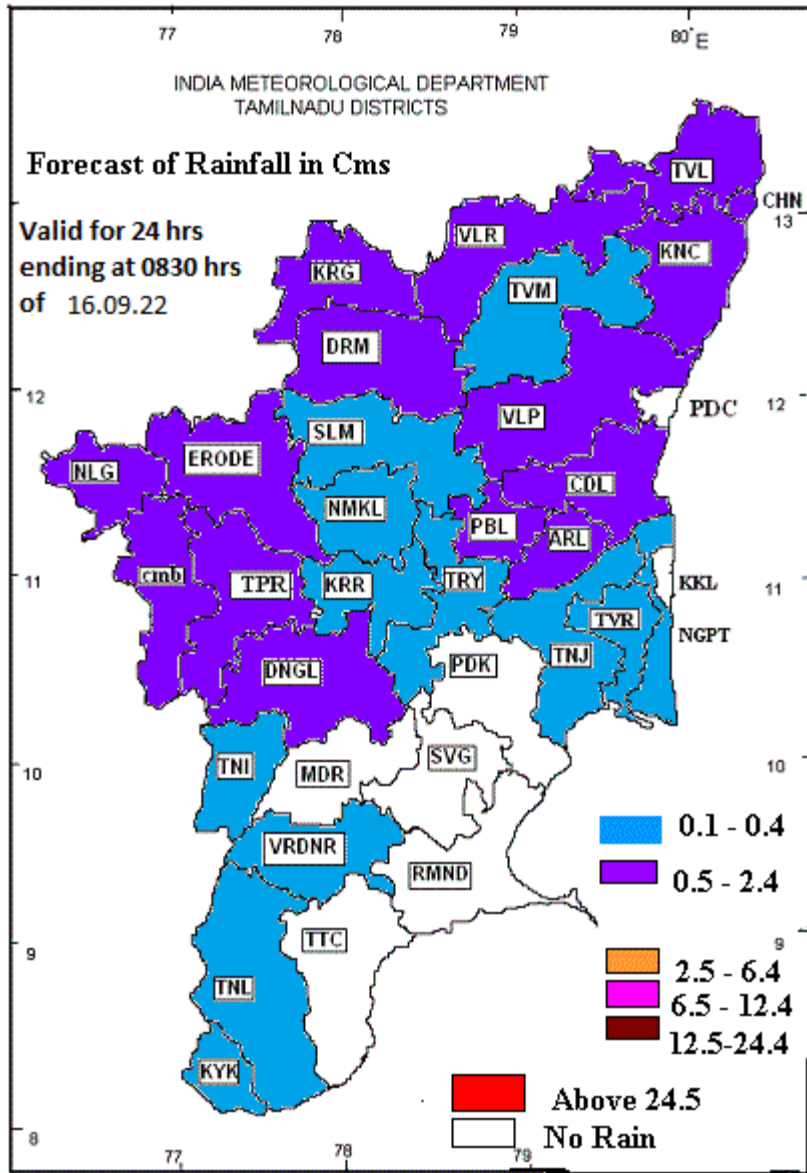 77 78 79 80° E
INDIA METEOROLOGICAL DEPARTMENT
TAMILNADU DISTRICTS
Forecast of Rainfall in Cms
TVL
CHN
13
Valid for 24 hrs
ending at 0830 hrs
of 16.09.22
VLR
KNC
KRG
TVM
DRM
12
12
PDC
SLM
VLP
NLG
ERODE
CDL
NMKL
PBL
ARL
11
cmb
TPR
KRR
TRY
KKL
11
TVR
NGPT
DNGL
PDK
TNJ
10
TNI
MDR
SVG
10
0.1 - 0.4
VRDNR
RMND
0.5 - 2.4
9
TTC
9
TNL
2.5 - 6.4
6.5 - 12.4
12.5-24.4
KYK
Above 24.5
8
No Rain
77 78 79